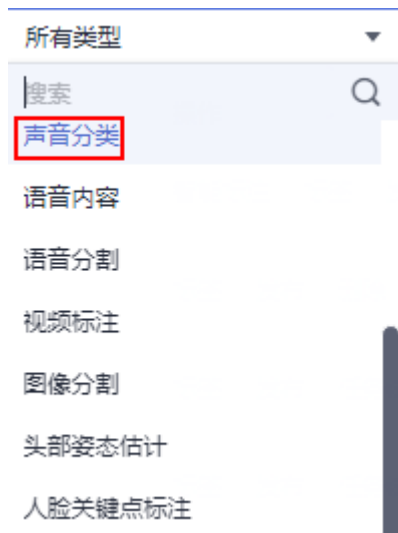 所有类型
搜索
声音分类
语音内容
语音分割
视频标注
图像分割
头部姿态估计
人脸关键点标注